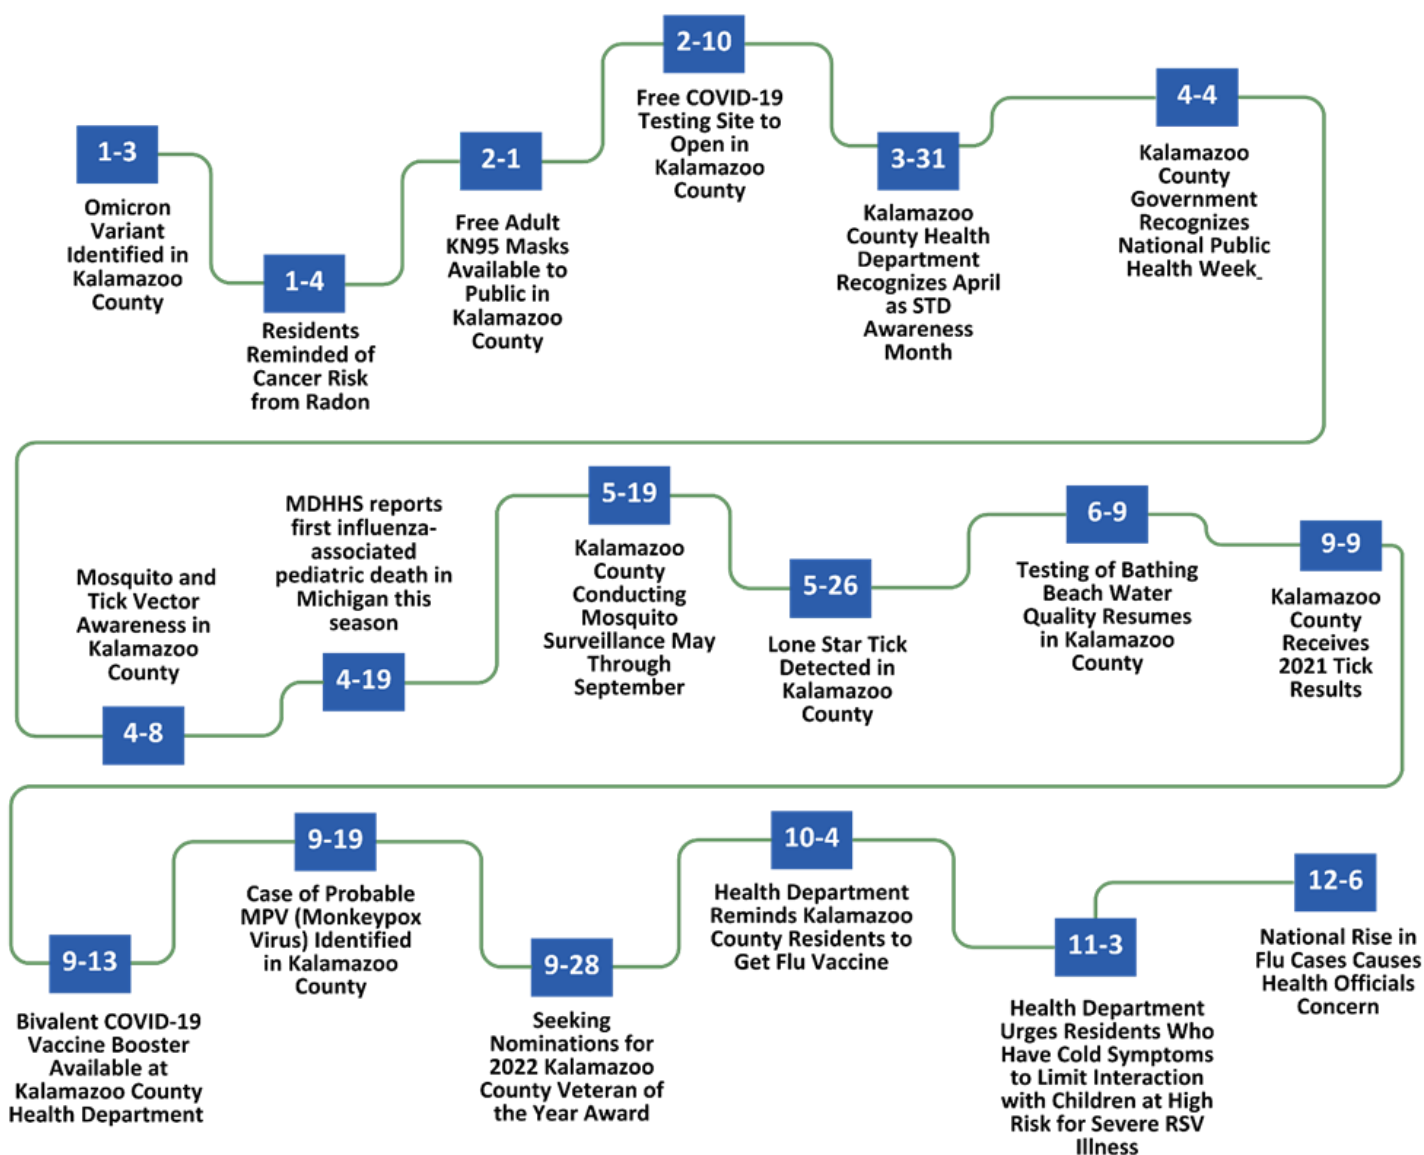 1-3
Omicron
Variant
Identified in
Kalamazoo
County
1-4
Residents
Reminded of
Cancer Risk
from Radon
2-1
Free Adult
KN95 Masks
Available to
Public in
Kalamazoo
County
2-10
Free COVID-19
Testing Site to
Open in
Kalamazoo
County
3-31
Kalamazoo
County Health
Department
Recognizes April
as STD
Awareness
Month
4-4
Kalamazoo
County
Government
Recognizes
National Public
Health Week
4-8
Mosquito and
Tick Vector
Awareness in
Kalamazoo
County
4-19
MDHHS reports
first influenza-
associated
pediatric death in
Michigan this
season
5-19
Kalamazoo
County
Conducting
Mosquito
Surveillance May
Through
September
5-26
Lone Star Tick
Detected in
Kalamazoo
County
6-9
Testing of Bathing
Beach Water
Quality Resumes
in Kalamazoo
County
9-9
Kalamazoo
County
Receives
2021 Tick
Results
9-13
Bivalent COVID-19
Vaccine Booster
Available at
Kalamazoo County
Health Department
9-19
Case of Probable
MPV (Monkeypox
Virus) Identified
in Kalamazoo
County
9-28
Seeking
Nominations for
2022 Kalamazoo
County Veteran of
the Year Award
10-4
Health Department
Reminds Kalamazoo
County Residents to
Get Flu Vaccine
11-3
Health Department
Urges Residents Who
Have Cold Symptoms
to Limit Interaction
with Children at High
Risk for Severe RSV
Illness
12-6
National Rise in
Flu Cases Causes
Health Officials
Concern